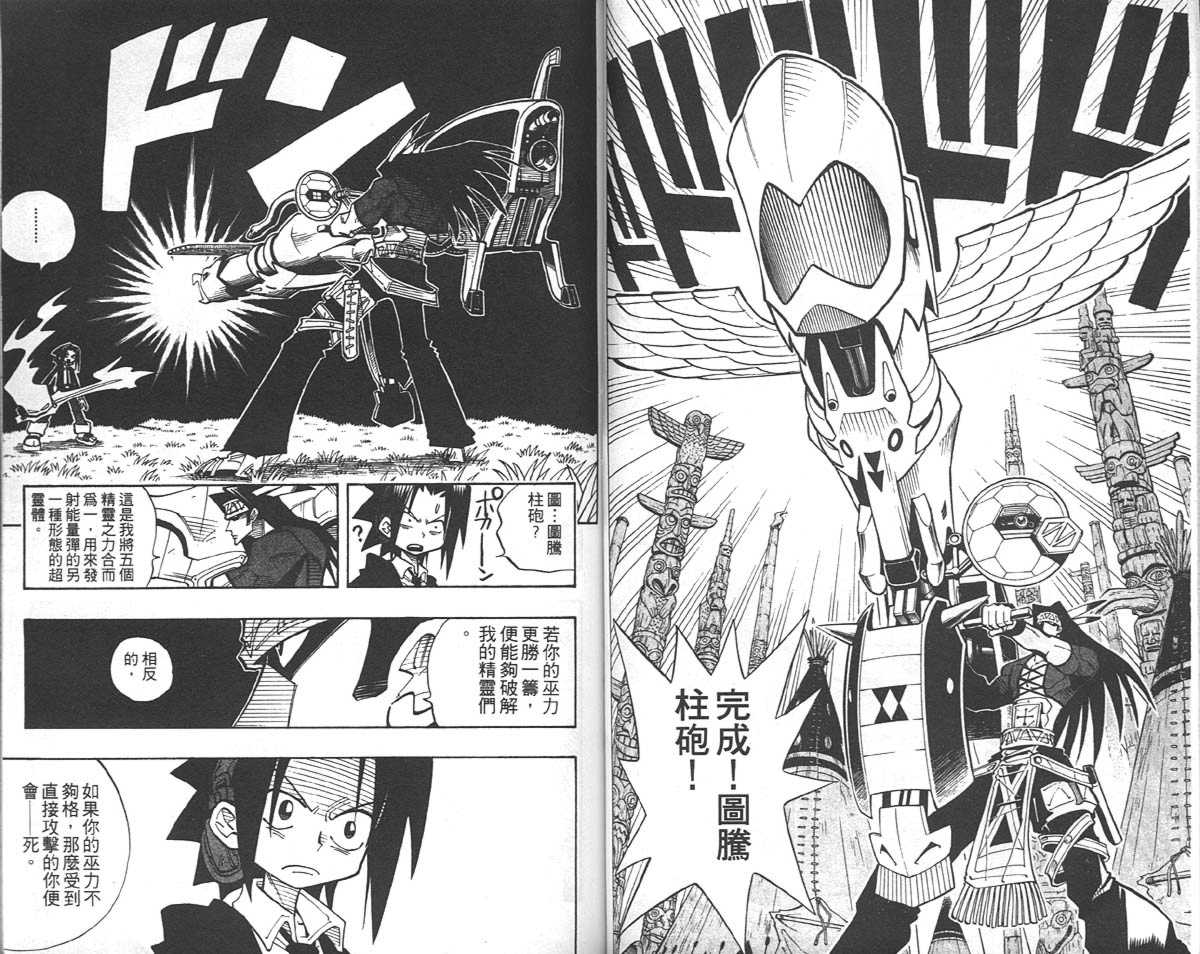 ドドドド
完成！圖騰
柱砲！
ドン
………
圖…圖騰
柱砲？
ポカーン
？
這是我將五個
精靈之力合而
為一，用來發
射能量彈的另
一種形態的超
靈體。
若你的巫力
更勝一籌，
便能夠破解
我的精靈們
。
相反
的，
如果你的巫力不
夠格，那麼受到
直接攻擊的你便
會——死。